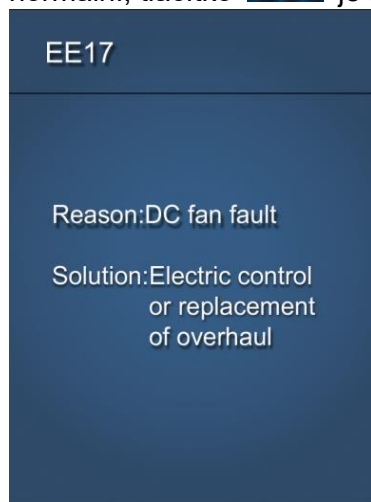 EE17
Reason:DC fan fault
Solution:Electric control
or replacement
of overhaul